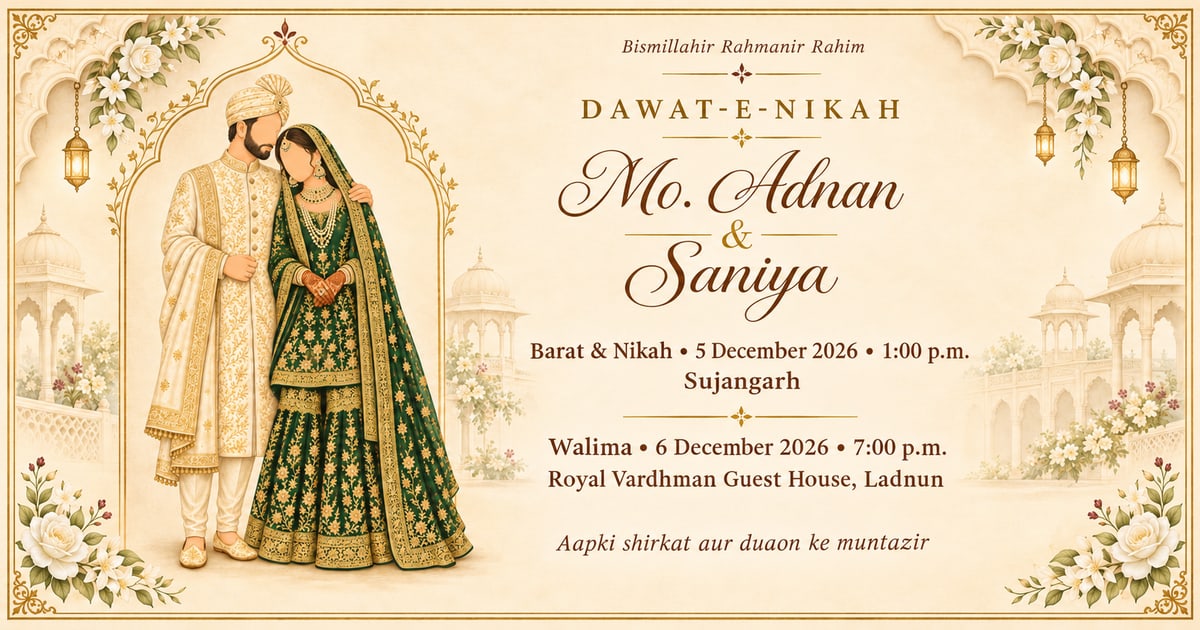 Bismillahir Rahmanir Rahim
DAWAT-E-NIKAH
Mo. Adnan
&
Saniya
Barat & Nikah • 5 December 2026 • 1:00 p.m.
Sujangarh
Walima • 6 December 2026 • 7:00 p.m.
Royal Vardhman Guest House, Ladnun
Aapki shirkat aur duaon ke muntazir